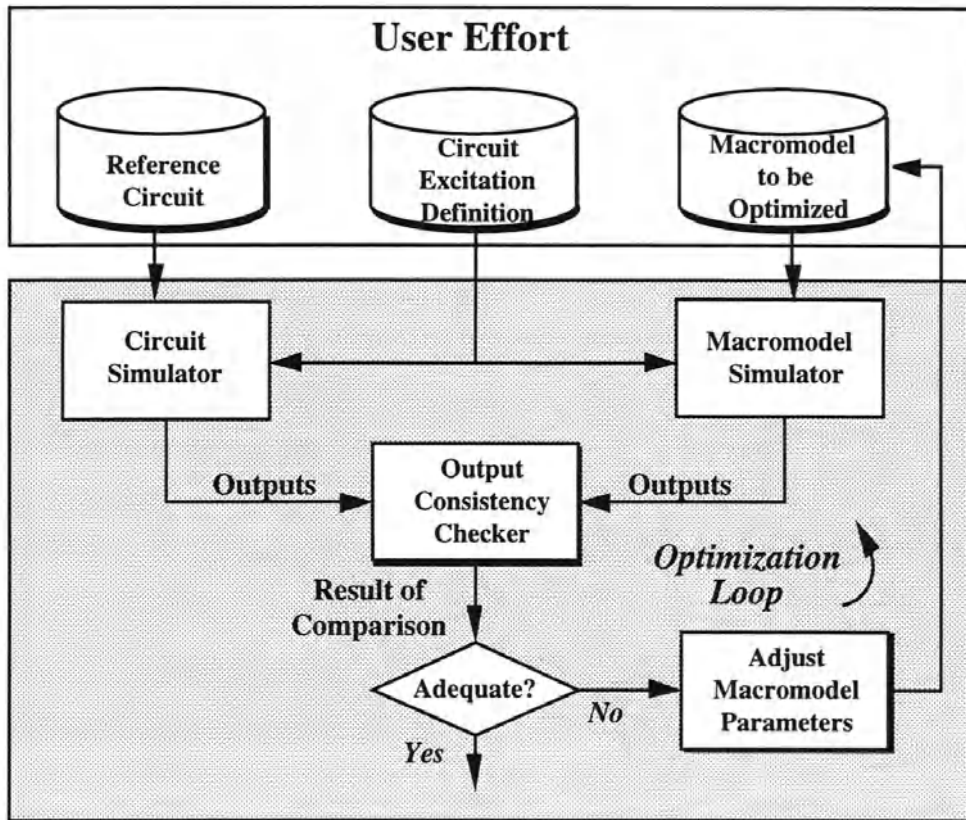 User Effort
Reference
Circuit
Circuit
Excitation
Definition
Macromodel
to be
Optimized
Circuit
Simulator
Macromodel
Simulator
Outputs
Output
Consistency
Checker
Outputs
Optimization
Loop
Result of
Comparison
Adequate?
No
Adjust
Macromodel
Parameters
Yes